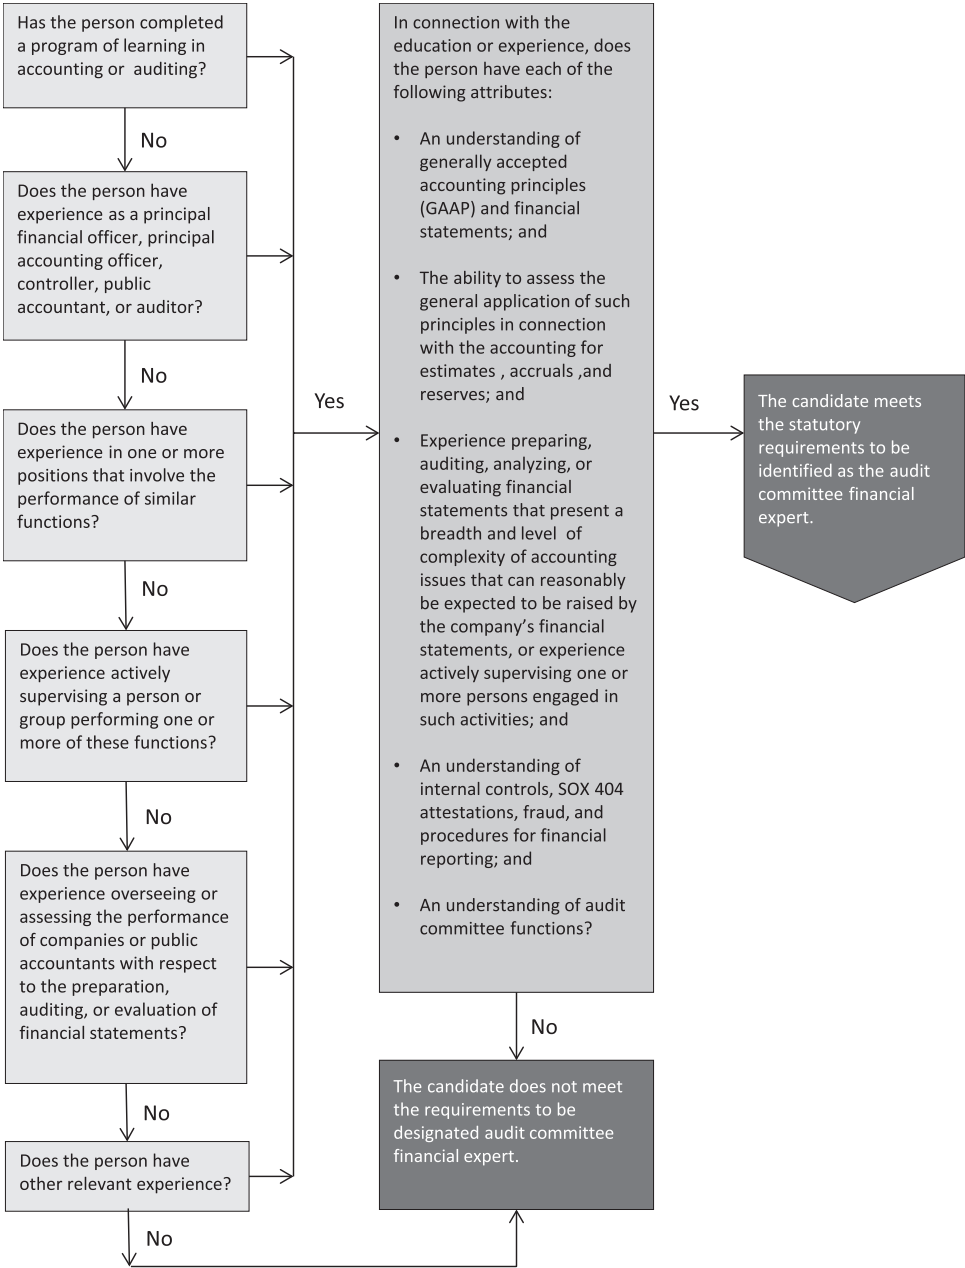 Has the person completed
a program of learning in
accounting or  auditing?
No
Does the person have
experience as a principal
financial officer, principal
accounting officer,
controller, public
accountant, or auditor?
No
Does the person have
experience in one or more
positions that involve the
performance of similar
functions?
No
Does the person have
experience actively
supervising a person or
group performing one or
more of these functions?
No
Does the person have
experience overseeing or
assessing the performance
of companies or public
accountants with respect
to the preparation,
auditing, or evaluation of
financial statements?
No
Does the person have
other relevant experience?
No
Yes
In connection with the
education or experience, does
the person have each of the
following attributes:
• An understanding of
generally accepted
accounting principles
(GAAP) and financial
statements; and
• The ability to assess the
general application of such
principles in connection
with the accounting for
estimates , accruals ,and
reserves; and
• Experience preparing,
auditing, analyzing, or
evaluating financial
statements that present a
breadth and level  of
complexity of accounting
issues that can reasonably
be expected to be raised by
the company’s financial
statements, or experience
actively supervising one or
more persons engaged in
such activities; and
• An understanding of
internal controls, SOX 404
attestations, fraud, and
procedures for financial
reporting; and
• An understanding of audit
committee functions?
No
The candidate does not meet
the requirements to be
designated audit committee
financial expert.
Yes
The candidate meets
the statutory
requirements to be
identified as the audit
committee financial
expert.